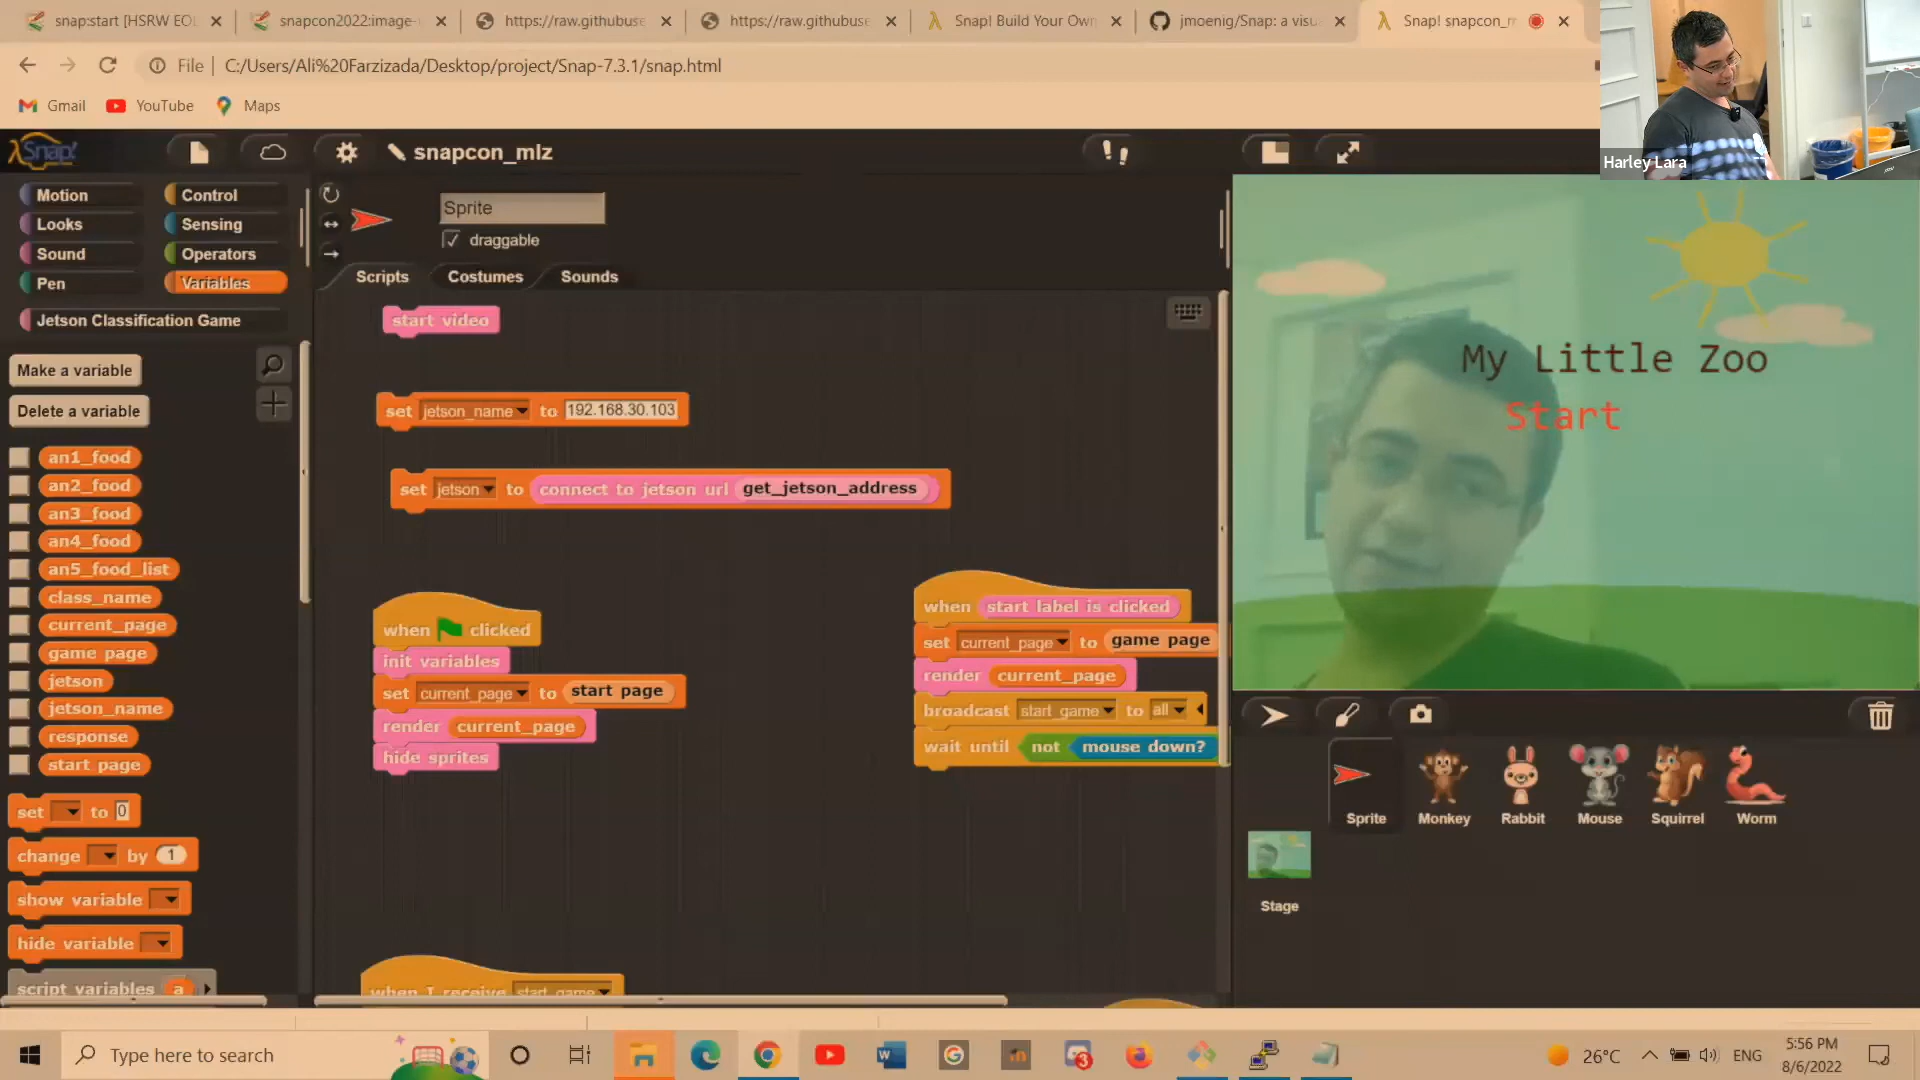 snap:start [HSRW EOL
snapcon2022:image-
https://raw.githubuse
https://raw.githubuse
Snap! Build Your Own
jmoenig/Snap: a visu
Snap! snapcon_m
File
C:/Users/Ali%20Farzizada/Desktop/project/Snap-7.3.1/snap.html
Gmail
YouTube
Maps
Harley Lara
Snap!
snapcon_mlz
Motion
Control
Looks
Sensing
Sound
Operators
Pen
Variables
Jetson Classification Game
Make a variable
Delete a variable
an1_food
an2_food
an3_food
an4_food
an5_food_list
class_name
current_page
game page
jetson
jetson_name
response
start page
set to 0
change by 1
show variable
hide variable
script variables a
Sprite
draggable
Scripts
Costumes
Sounds
start video
set jetson_name to 192.168.30.103
set jetson to connect to jetson url get_jetson_address
when clicked
init variables
set current_page to start page
render current_page
hide sprites
when start label is clicked
set current_page to game page
render current_page
broadcast start_game to all
wait until not mouse down?
when I receive start_game
My Little Zoo
Start
Sprite
Monkey
Rabbit
Mouse
Squirrel
Worm
Stage
Type here to search
3
26°C
ENG
5:56 PM
8/6/2022